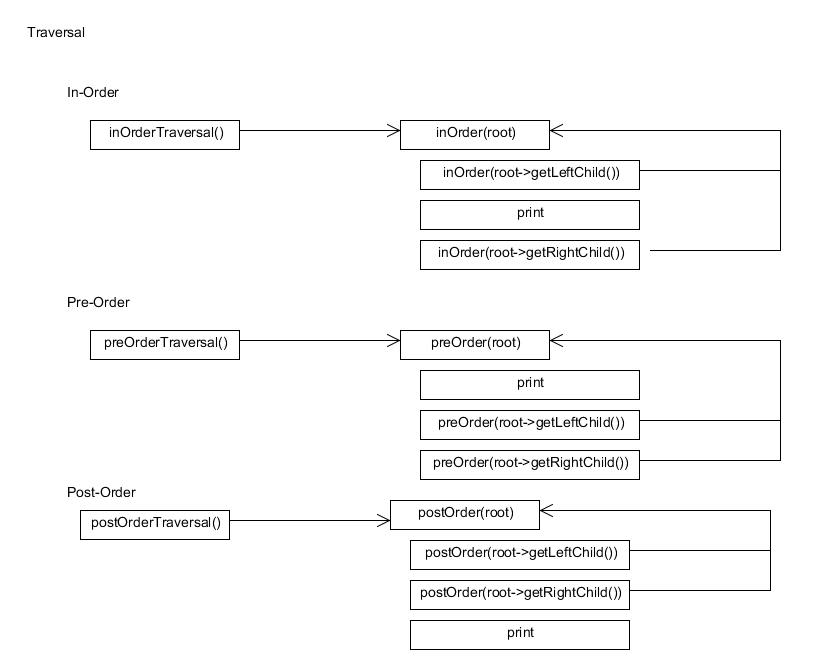 Traversal
In-Order
inOrderTraversal()
inOrder(root)
inOrder(root->getLeftChild())
print
inOrder(root->getRightChild())
Pre-Order
preOrderTraversal()
preOrder(root)
print
preOrder(root->getLeftChild())
preOrder(root->getRightChild())
Post-Order
postOrderTraversal()
postOrder(root)
postOrder(root->getLeftChild())
postOrder(root->getRightChild())
print